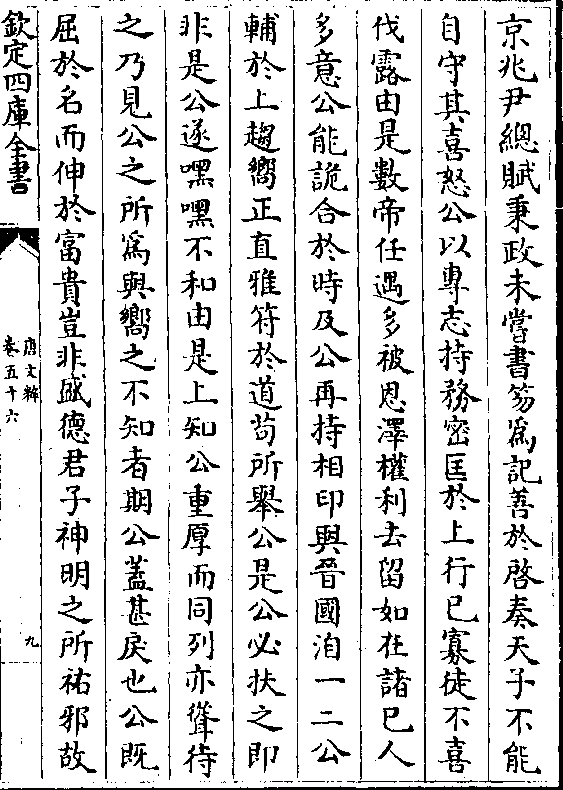 京兆尹總賦秉政未嘗書笏爲記善於啓奏天子不能
自守其喜怒公以專志持務密匡於上行已寡徒不喜
伐露由是數帝任遇多被恩澤權利去留如在諸已人
多意公能詭合於時及公再持相印與晉國洎一二公
輔於上趨嚮正直雅符於道茍所舉公是公必扶之即
非是公遂嘿嘿不和由是上知公重厚而同列亦聳待
之乃見公之所爲與嚮之不知者期公蓋甚戾也公既
屈於名而伸於富貴豈非盛德君子神明之所祐邪故
欽定四庫全書
唐文粹
卷五十六
九